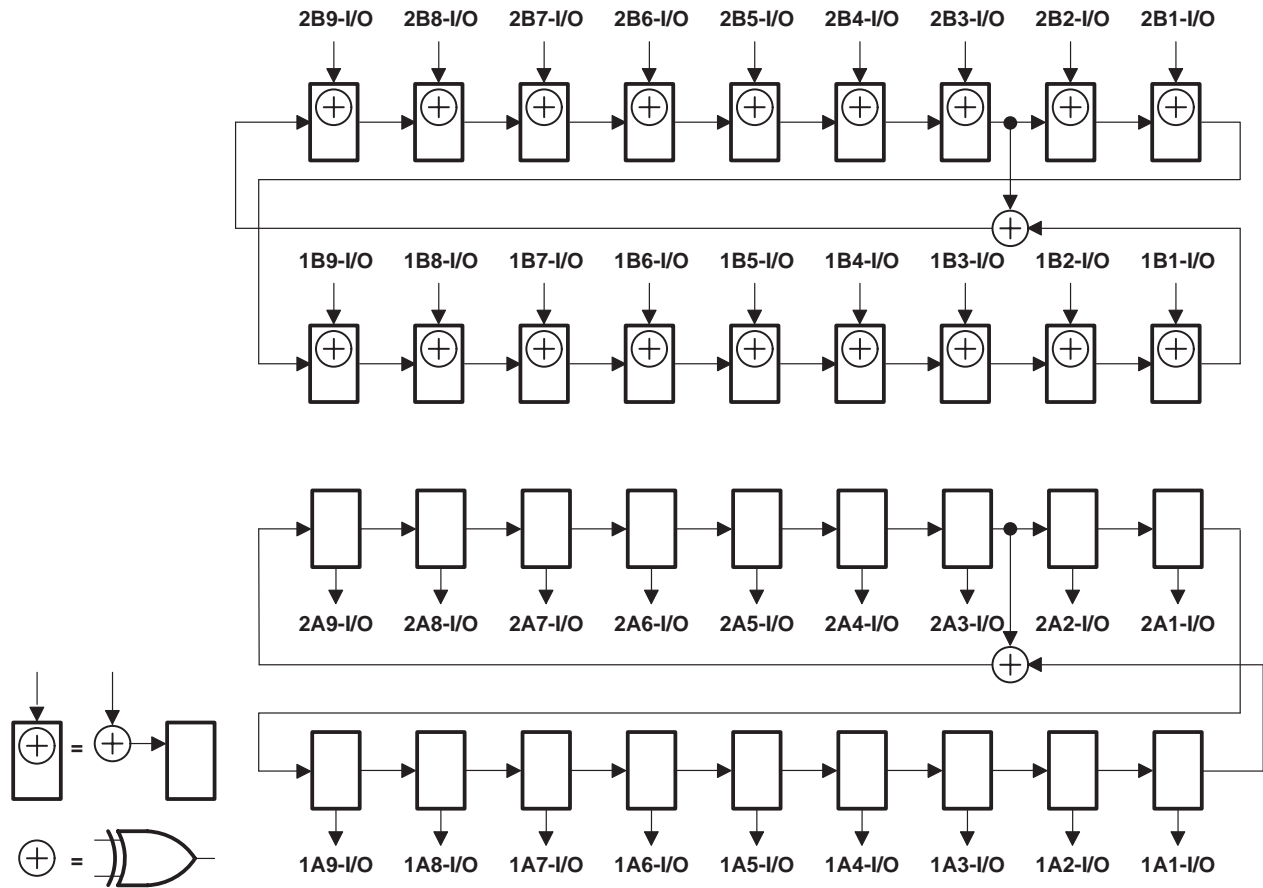 2B9-I/O 2B8-I/O 2B7-I/O 2B6-I/O 2B5-I/O 2B4-I/O 2B3-I/O 2B2-I/O 2B1-I/O
1B9-I/O 1B8-I/O 1B7-I/O 1B6-I/O 1B5-I/O 1B4-I/O 1B3-I/O 1B2-I/O 1B1-I/O
2A9-I/O 2A8-I/O 2A7-I/O 2A6-I/O 2A5-I/O 2A4-I/O 2A3-I/O 2A2-I/O 2A1-I/O
=
=
1A9-I/O 1A8-I/O 1A7-I/O 1A6-I/O 1A5-I/O 1A4-I/O 1A3-I/O 1A2-I/O 1A1-I/O